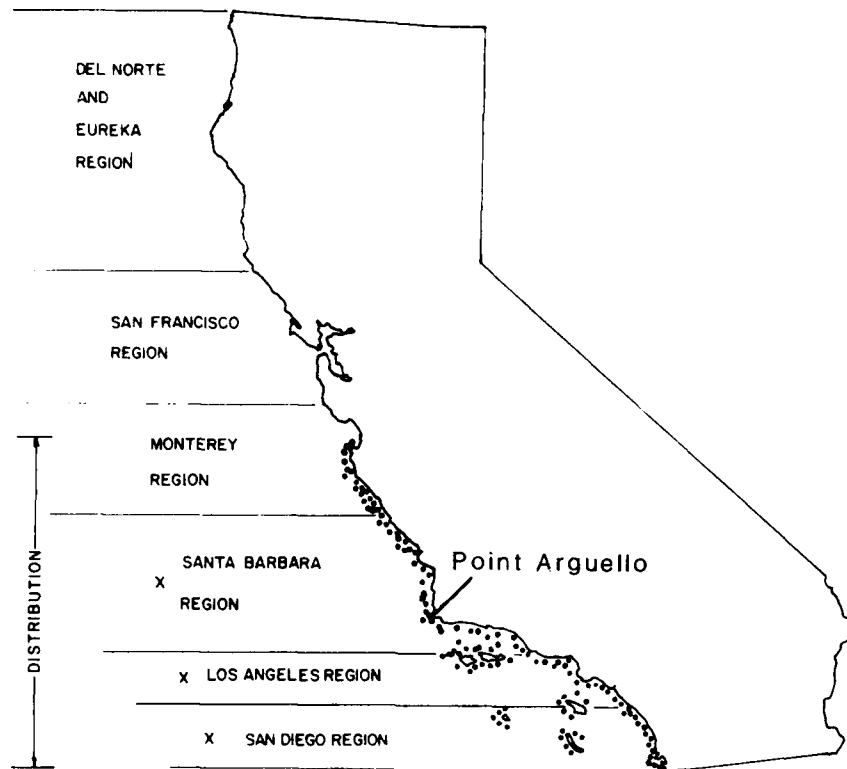 DEL NORTE
AND
EUREKA
REGION
SAN FRANCISCO
REGION
MONTEREY
REGION
DISTRIBUTION
X SANTA BARBARA
REGION
Point Arguello
X LOS ANGELES REGION
X SAN DIEGO REGION